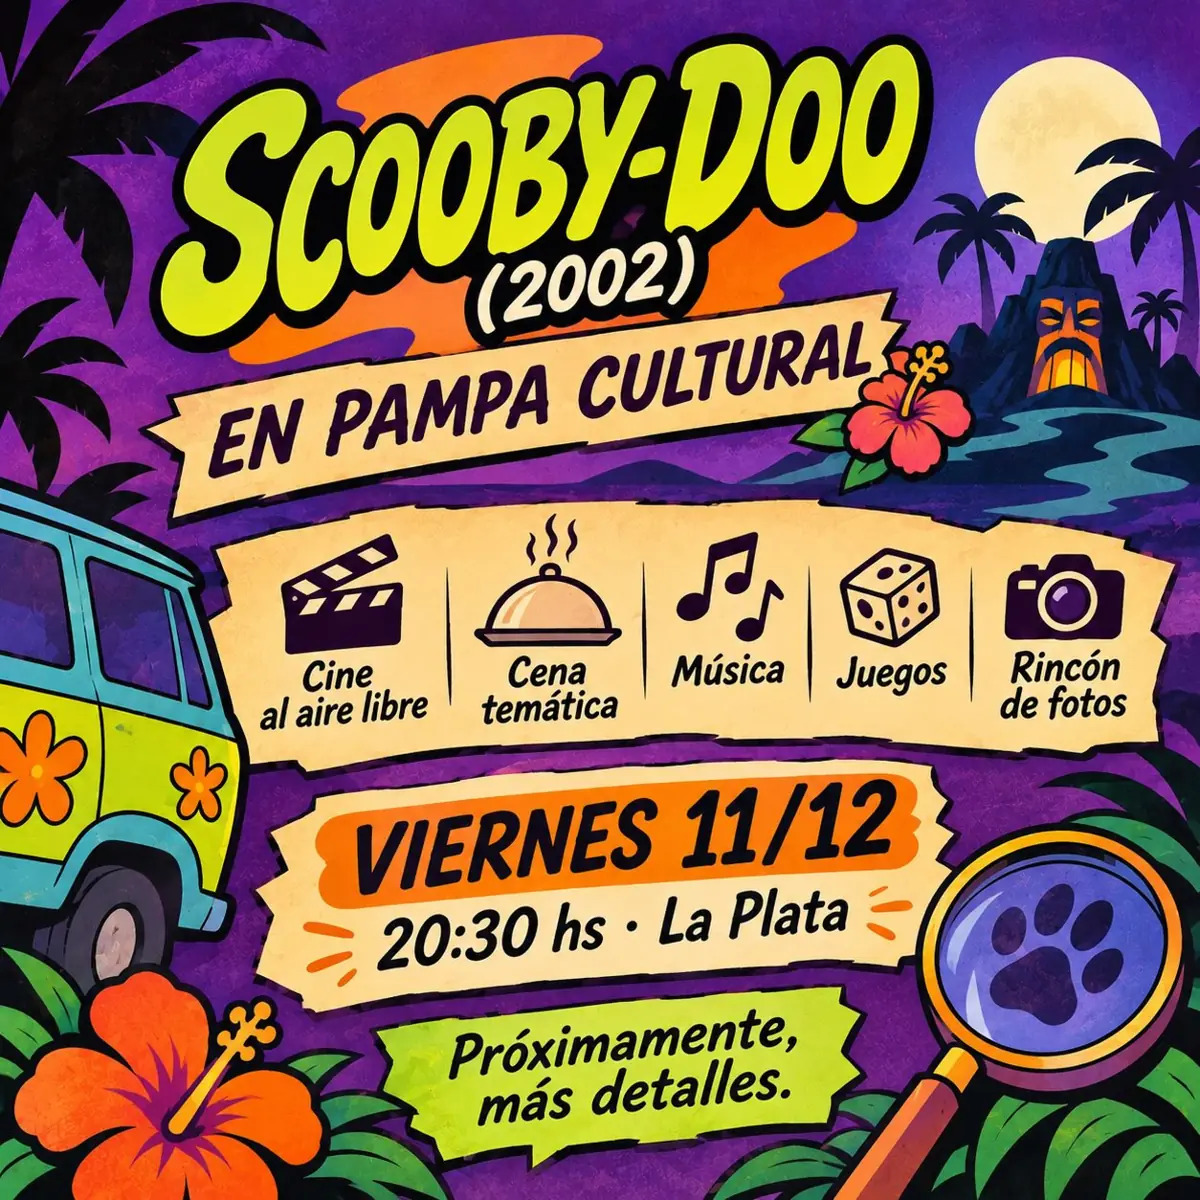 SCOOBY-DOO
(2002)
EN PAMPA CULTURAL
Cine
al aire libre
Cena
temática
Música
Juegos
Rincón
de fotos
VIERNES 11/12
20:30 hs · La Plata
Próximamente,
más detalles.